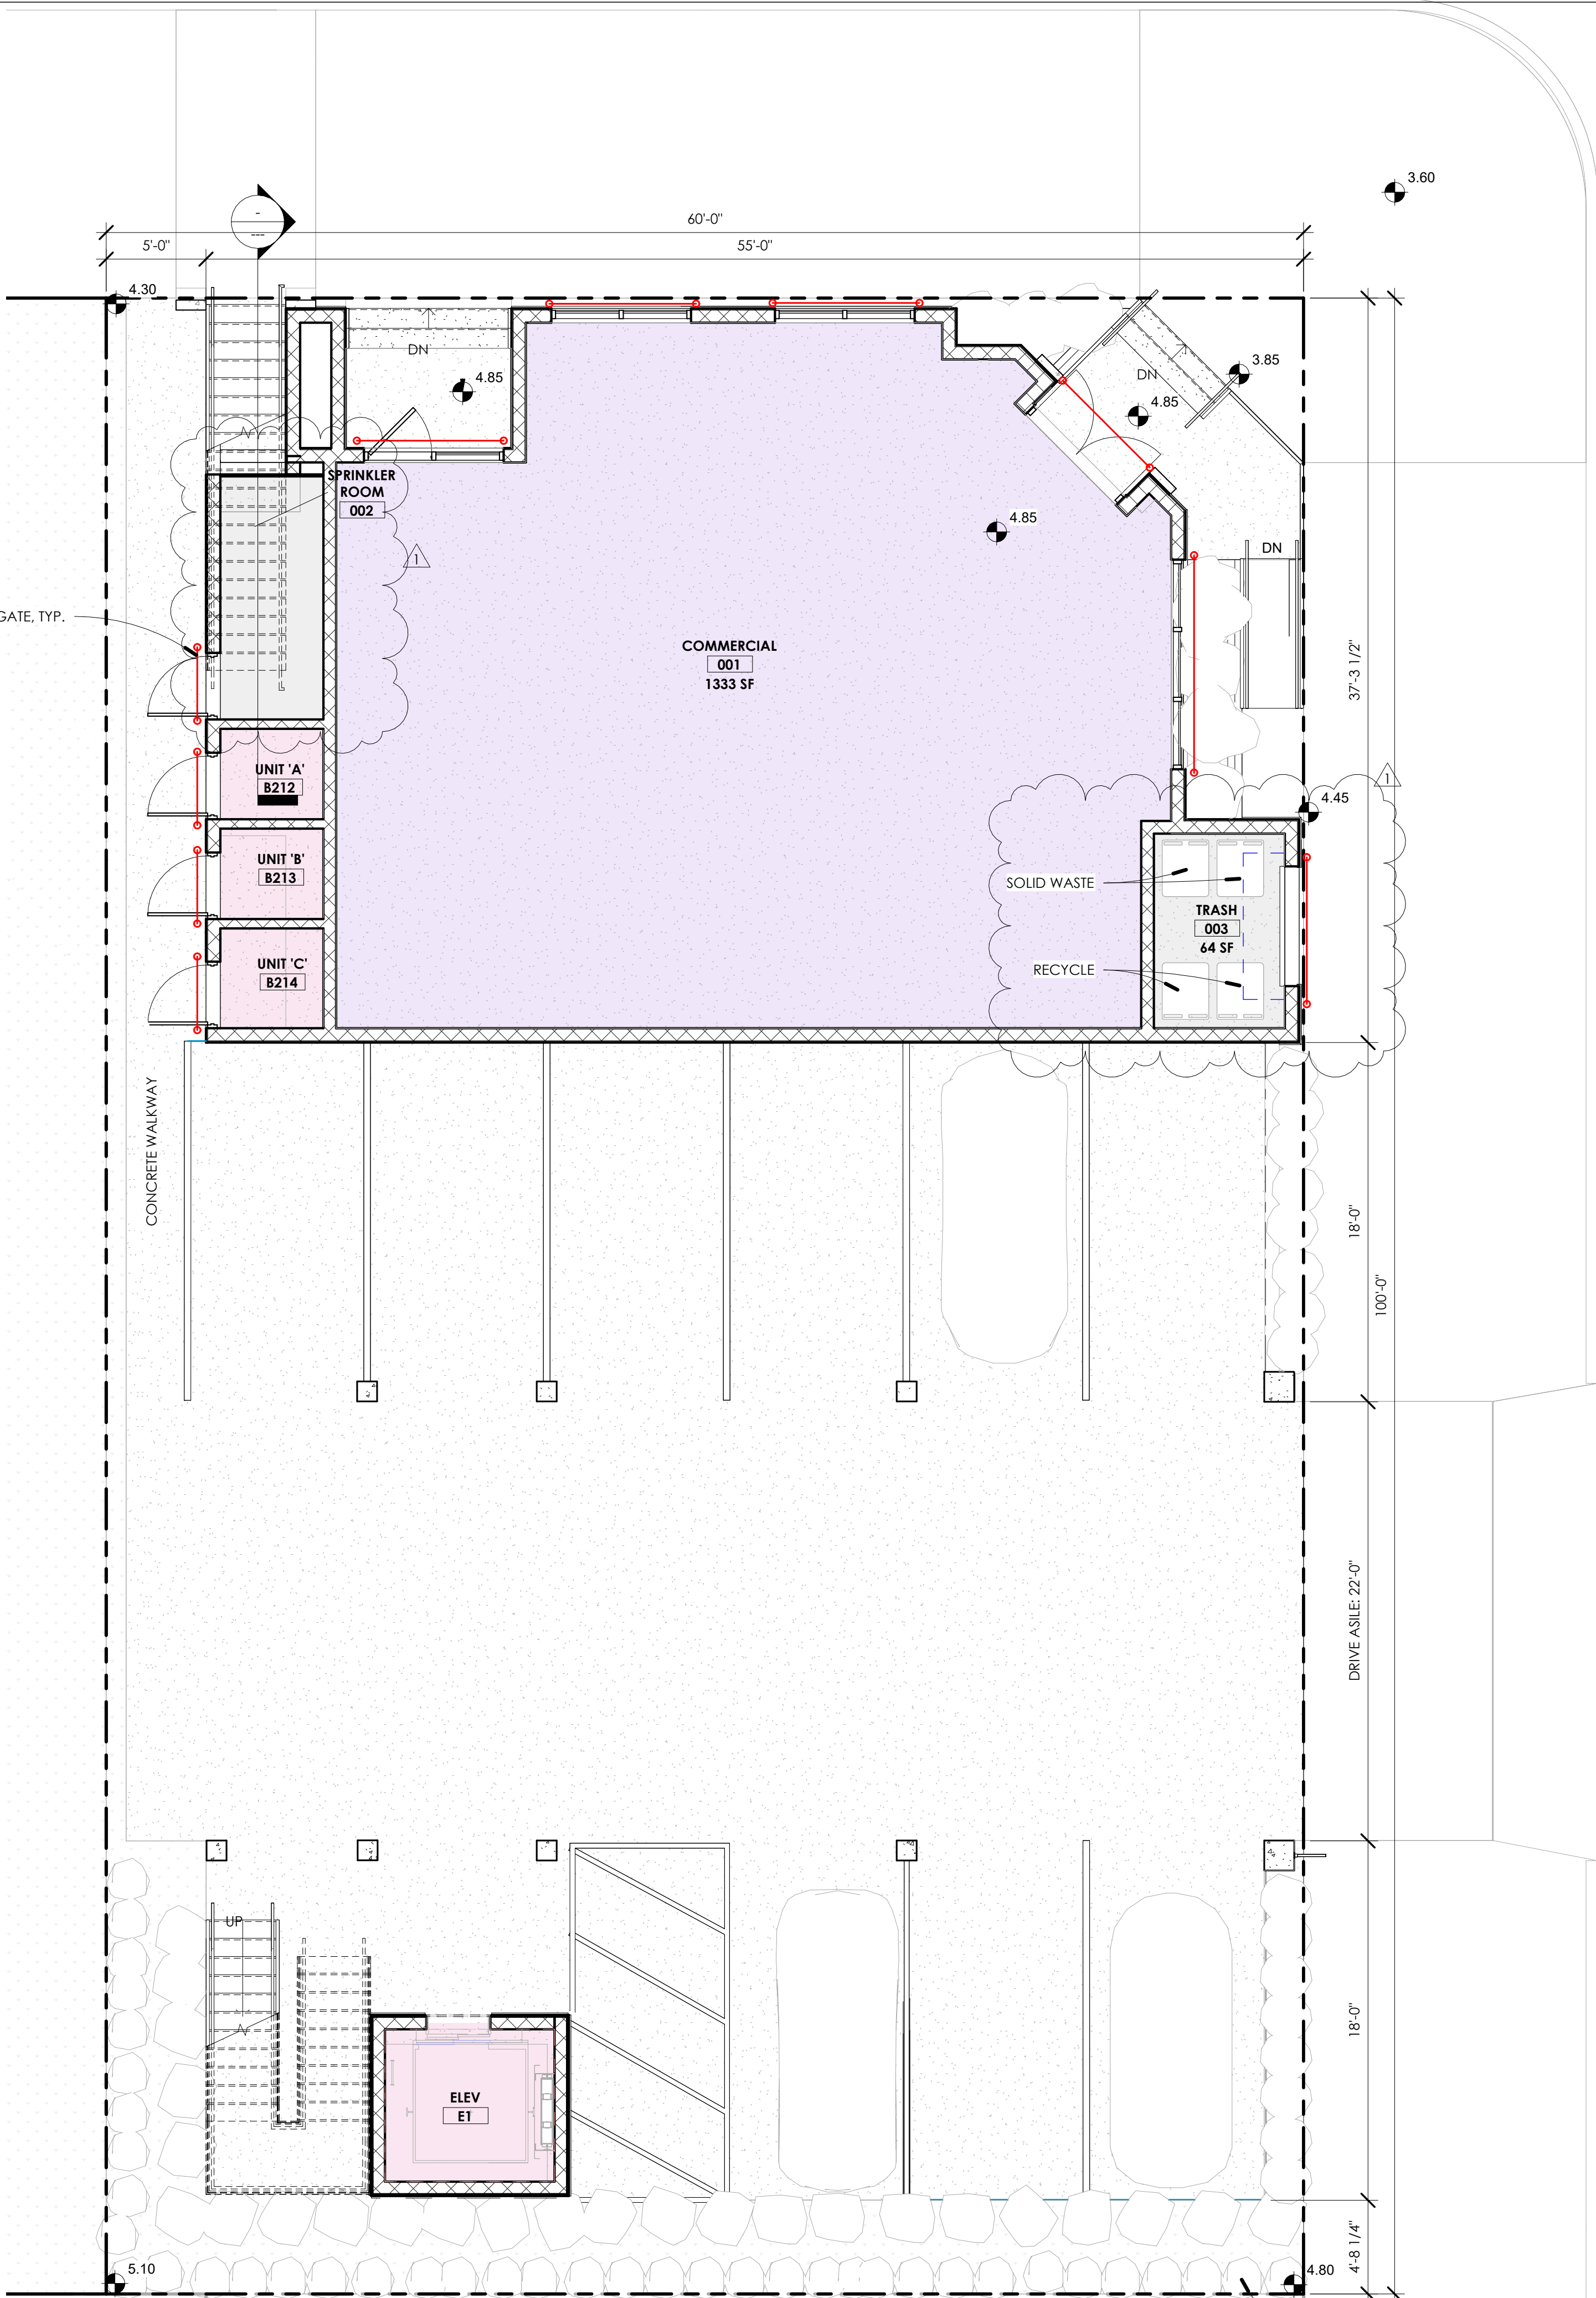 3.60
60'-0"
-
---
5'-0"
55'-0"
4.30
DN
4.85
3.85
DN
4.85
SPRINKLER
ROOM
002
4.85
1
DN
GATE, TYP.
COMMERCIAL
001
1333 SF
37'-3 1/2"
UNIT 'A'
B212
1
4.45
UNIT 'B'
B213
SOLID WASTE
TRASH
003
64 SF
UNIT 'C'
B214
RECYCLE
CONCRETE WALKWAY
18'-0"
100'-0"
DRIVE ASILE: 22'-0"
UP
18'-0"
ELEV
E1
4'-8 1/4"
5.10
4.80